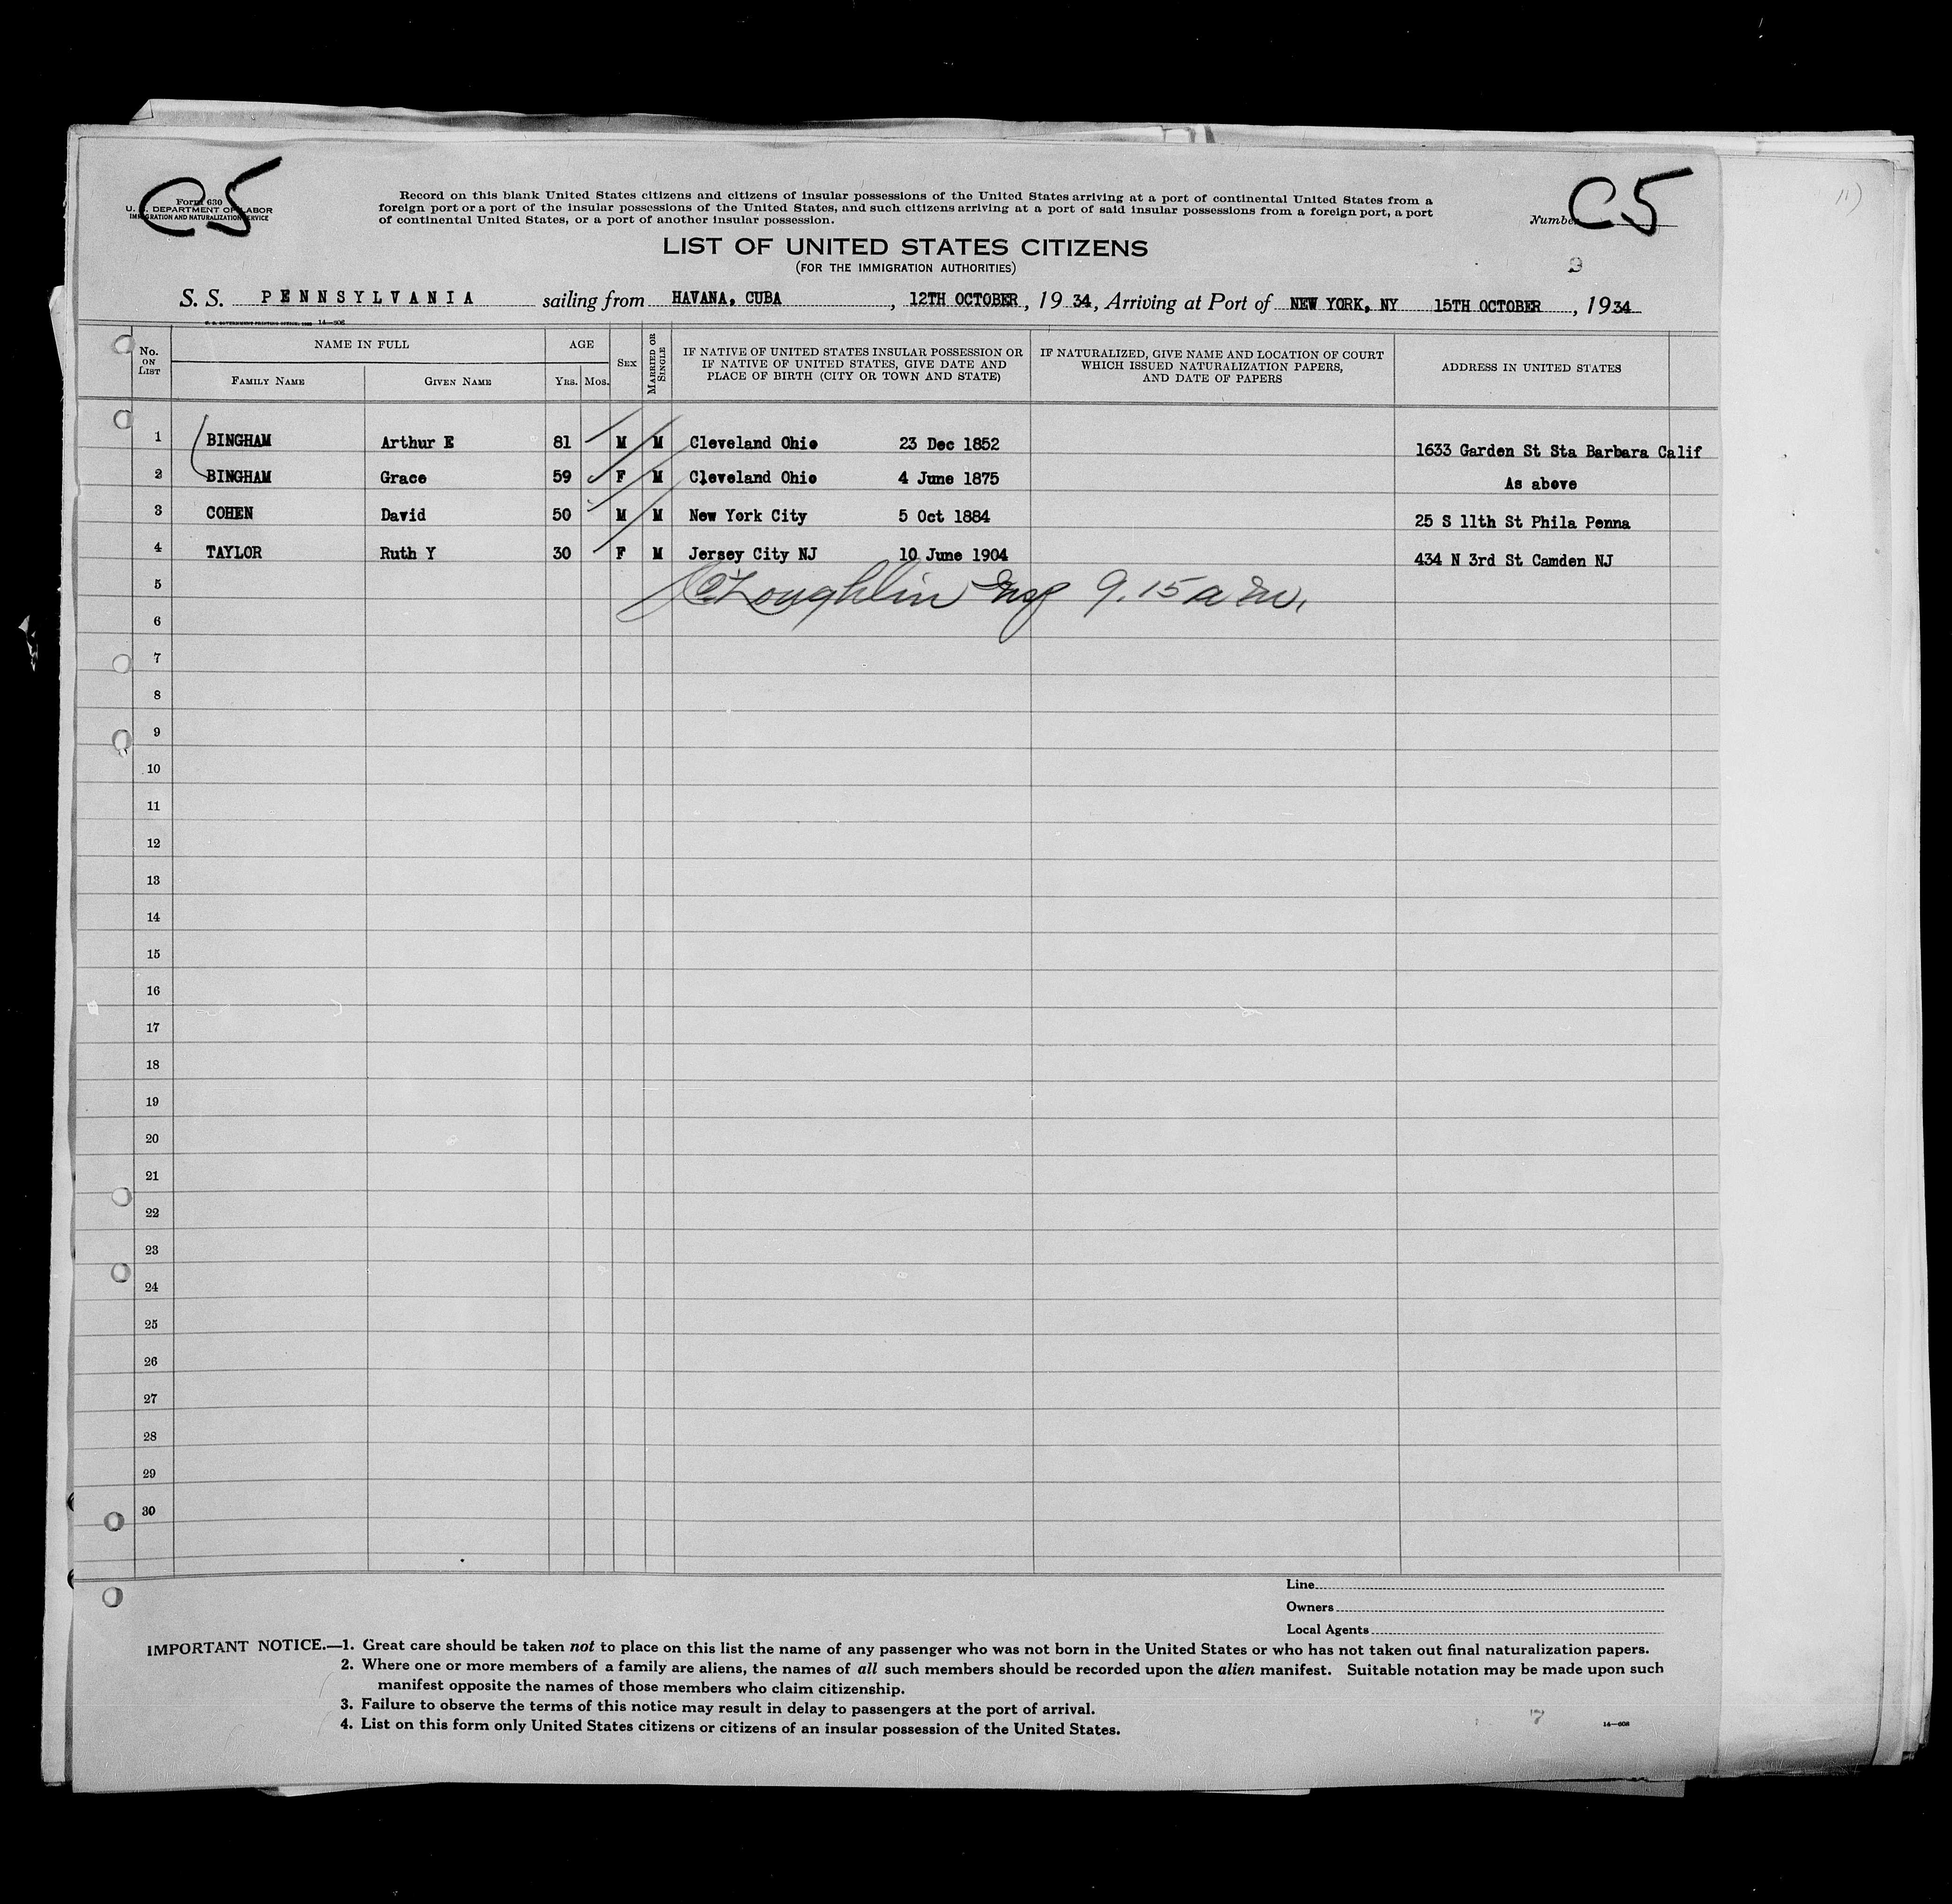 C5
Form 630
U. S. DEPARTMENT OF LABOR
IMMIGRATION AND NATURALIZATION SERVICE
Record on this blank United States citizens and citizens of insular possessions of the United States arriving at a port of continental United States from a
foreign port or a port of the insular possessions of the United States, and such citizens arriving at a port of said insular possessions from a foreign port, a port
of continental United States, or a port of another insular possession.
Number C5
LIST OF UNITED STATES CITIZENS
(FOR THE IMMIGRATION AUTHORITIES)
S. S. PENNSYLVANIA sailing from HAVANA, CUBA, 12TH OCTOBER, 19 34, Arriving at Port of NEW YORK, NY 15TH OCTOBER, 1934
No. ON LIST
NAME IN FULL
FAMILY NAME
GIVEN NAME
AGE
YRS. MOS.
SEX
MARRIED OR SINGLE
IF NATIVE OF UNITED STATES INSULAR POSSESSION OR
IF NATIVE OF UNITED STATES, GIVE DATE AND
PLACE OF BIRTH (CITY OR TOWN AND STATE)
IF NATURALIZED, GIVE NAME AND LOCATION OF COURT
WHICH ISSUED NATURALIZATION PAPERS,
AND DATE OF PAPERS
ADDRESS IN UNITED STATES
1 BINGHAM Arthur E 81 M M Cleveland Ohio 23 Dec 1852 1633 Garden St Sta Barbara Calif
2 BINGHAM Grace 59 F M Cleveland Ohio 4 June 1875 As above
3 COHEN David 50 M M New York City 5 Oct 1884 25 S 11th St Phila Penna
4 TAYLOR Ruth Y 30 F M Jersey City NJ 10 June 1904 434 N 3rd St Camden NJ
5 McLoughlin Insp 9.15 a m.
6
7
8
9
10
11
12
13
14
15
16
17
18
19
20
21
22
23
24
25
26
27
28
29
30
Line
Owners
Local Agents
IMPORTANT NOTICE.—1. Great care should be taken not to place on this list the name of any passenger who was not born in the United States or who has not taken out final naturalization papers.
2. Where one or more members of a family are aliens, the names of all such members should be recorded upon the alien manifest. Suitable notation may be made upon such
manifest opposite the names of those members who claim citizenship.
3. Failure to observe the terms of this notice may result in delay to passengers at the port of arrival.
4. List on this form only United States citizens or citizens of an insular possession of the United States.
14—608